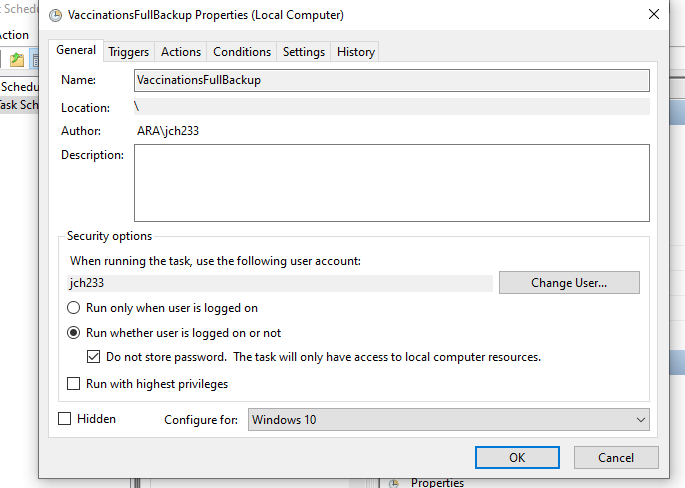 t Schedu
VaccinationsFullBackup Properties (Local Computer)
ction
Schedu
Task Sch
General Triggers Actions Conditions Settings History
Name: VaccinationsFullBackup
Location: \
Author: ARA\jch233
Description:
Security options
When running the task, use the following user account:
jch233 Change User...
Run only when user is logged on
Run whether user is logged on or not
Do not store password. The task will only have access to local computer resources.
Run with highest privileges
Hidden Configure for: Windows 10
OK Cancel
Properties